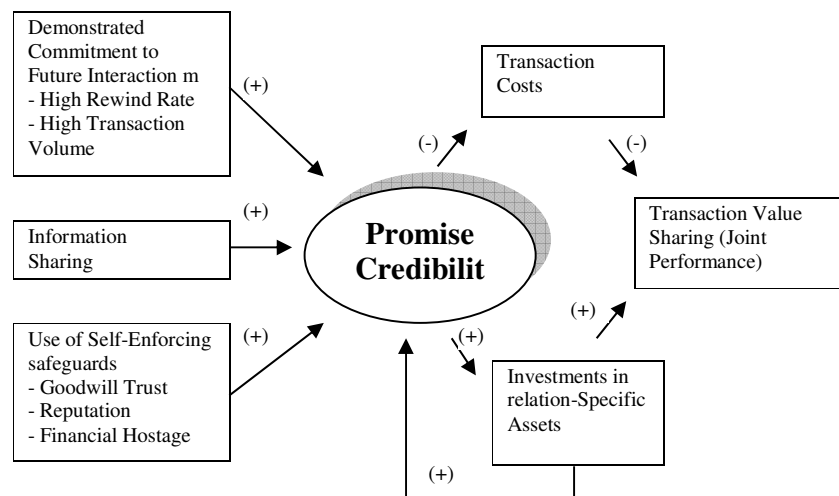 Demonstrated
Commitment to
Future Interaction m
- High Rewind Rate
- High Transaction
Volume
(+)
Information
Sharing
(+)
Use of Self-Enforcing
safeguards
- Goodwill Trust
- Reputation
- Financial Hostage
(+)
Promise
Credibilit
(-)
Transaction
Costs
(-)
Transaction Value
Sharing (Joint
Performance)
(+)
(+)
Investments in
relation-Specific
Assets
(+)